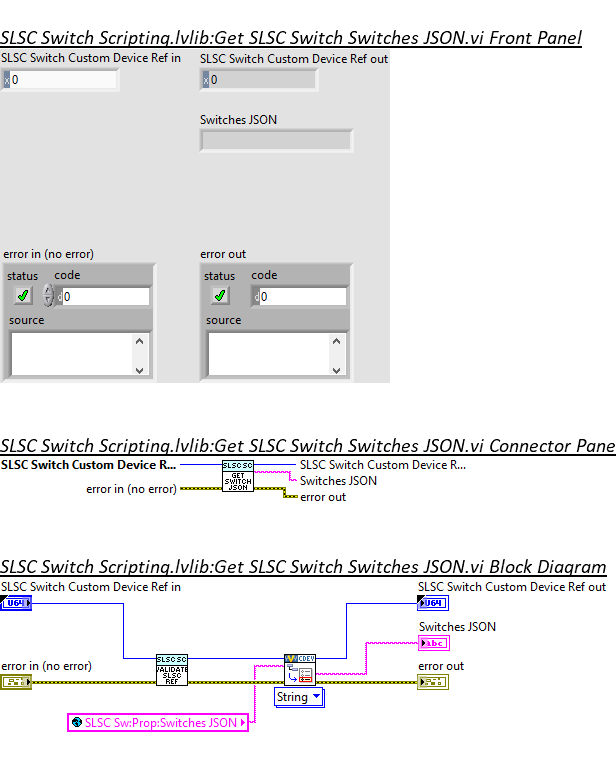 SLSC Switch Scripting.lvlib:Get SLSC Switch Switches JSON.vi Front Panel
SLSC Switch Custom Device Ref in
SLSC Switch Custom Device Ref out
x 0
x 0
Switches JSON
error in (no error)
error out
status code
status code
d 0
d 0
source
source
SLSC Switch Scripting.lvlib:Get SLSC Switch Switches JSON.vi Connector Pane
SLSC Switch Custom Device R...
SLSC SC
GET
SWITCH
JSON
SLSC Switch Custom Device R...
Switches JSON
error in (no error)
error out
SLSC Switch Scripting.lvlib:Get SLSC Switch Switches JSON.vi Block Diagram
SLSC Switch Custom Device Ref in
SLSC Switch Custom Device Ref out
U64
U64
Switches JSON
abc
error in (no error)
SLSC SC
VALIDATE
SLSC
REF
CDEV
error out
String
SLSC Sw:Prop:Switches JSON